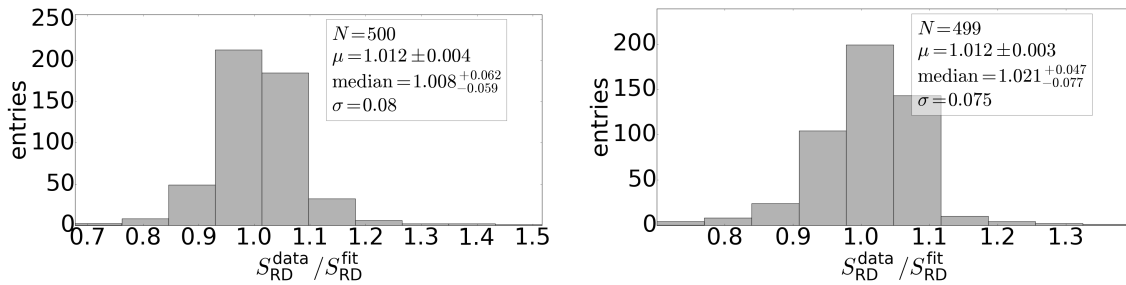 250
200
150
100
50
0
entries
N=500
μ=1.012±0.004
median=1.008 +0.062 −0.059
σ=0.08
0.7 0.8 0.9 1.0 1.1 1.2 1.3 1.4 1.5
S_RD^data/S_RD^fit
200
150
100
50
0
entries
N=499
μ=1.012±0.003
median=1.021 +0.047 −0.077
σ=0.075
0.8 0.9 1.0 1.1 1.2 1.3
S_RD^data/S_RD^fit